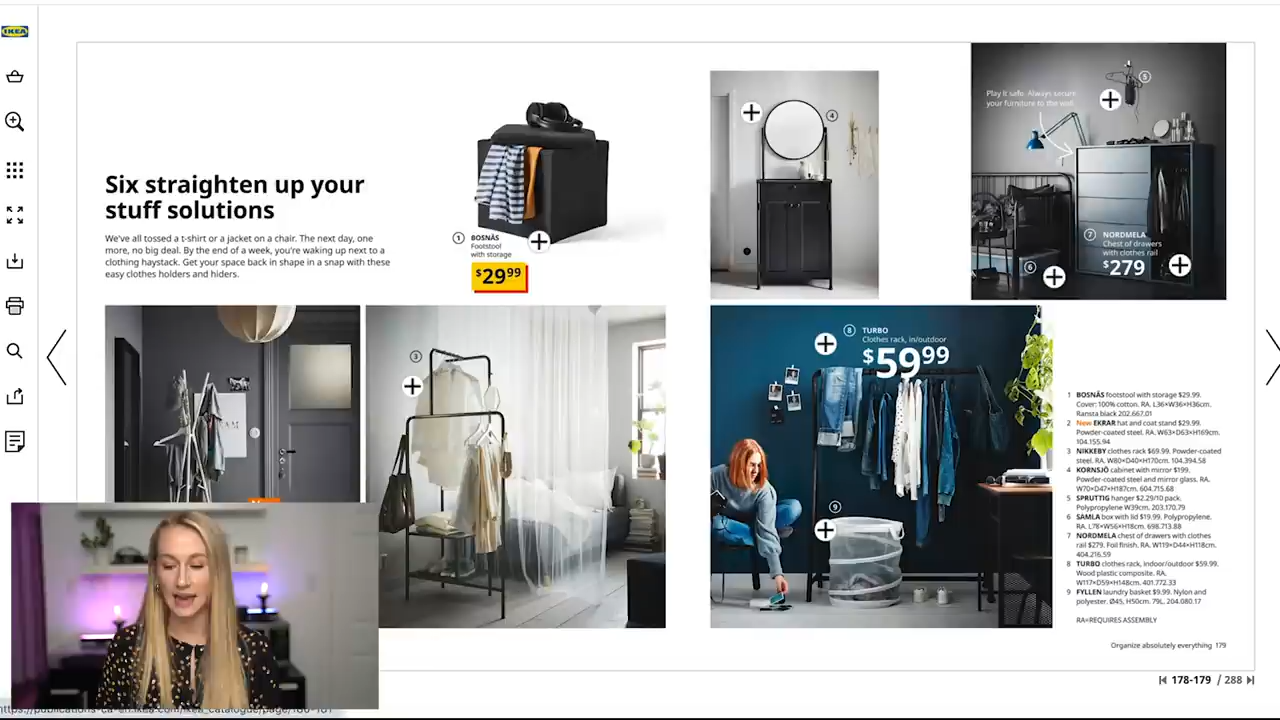 IKEA
Six straighten up your
stuff solutions
We've all tossed a t-shirt or a jacket on a chair. The next day, one
more, no big deal. By the end of a week, you're waking up next to a
clothing haystack. Get your space back in shape in a snap with these
easy clothes holders and hiders.
1
BOSNÄS
Footstool
with storage
$29⁹⁹
3
4
Play it safe. Always secure
your furniture to the wall.
5
6
7
NORDMELA
Chest of drawers
with clothes rail
$279
8
TURBO
Clothes rack, in/outdoor
$59⁹⁹
9
1 BOSNÄS footstool with storage $29.99.
Cover: 100% cotton. RA. L36×W36×H36cm.
Ransta black 202.667.01
2 New EKRAR hat and coat stand $29.99.
Powder-coated steel. RA. W63×D63×H169cm.
104.155.94
3 NIKKEBY clothes rack $69.99. Powder-coated
steel. RA. W80×D40×H170cm. 104.394.58
4 KORNSJÖ cabinet with mirror $199.
Powder-coated steel and mirror glass. RA.
W70×D47×H187cm. 604.715.68
5 SPRUTTIG hanger $2.29/10 pack.
Polypropylene W39cm. 203.170.79
6 SAMLA box with lid $19.99. Polypropylene.
RA. L78×W56×H18cm. 698.713.88
7 NORDMELA chest of drawers with clothes
rail $279. Foil finish. RA. W119×D44×H118cm.
404.216.59
8 TURBO clothes rack, indoor/outdoor $59.99.
Wood plastic composite. RA.
W117×D59×H148cm. 401.772.33
9 FYLLEN laundry basket $9.99. Nylon and
polyester. Ø45, H50cm. 79L. 204.080.17
RA=REQUIRES ASSEMBLY
Organize absolutely everything 179
178-179 / 288